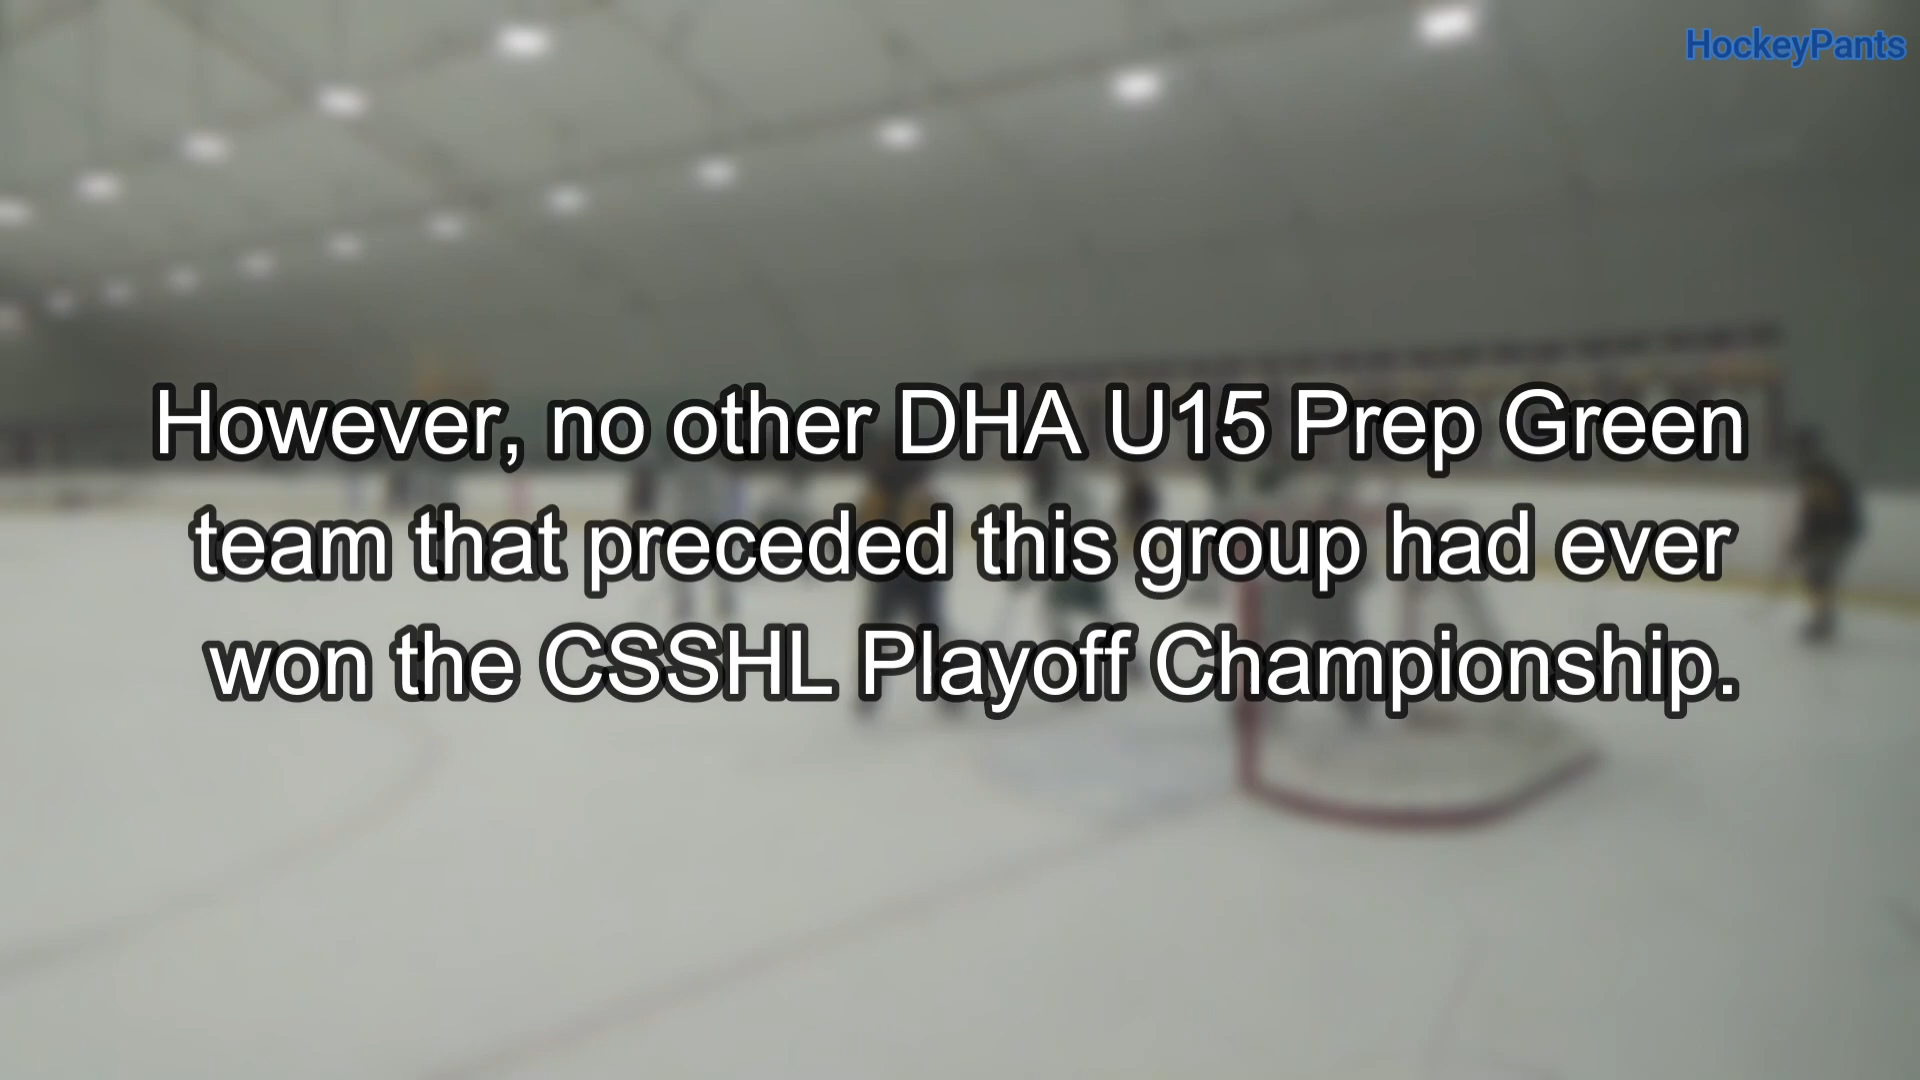 HockeyPants
However, no other DHA U15 Prep Green
team that preceded this group had ever
won the CSSHL Playoff Championship.